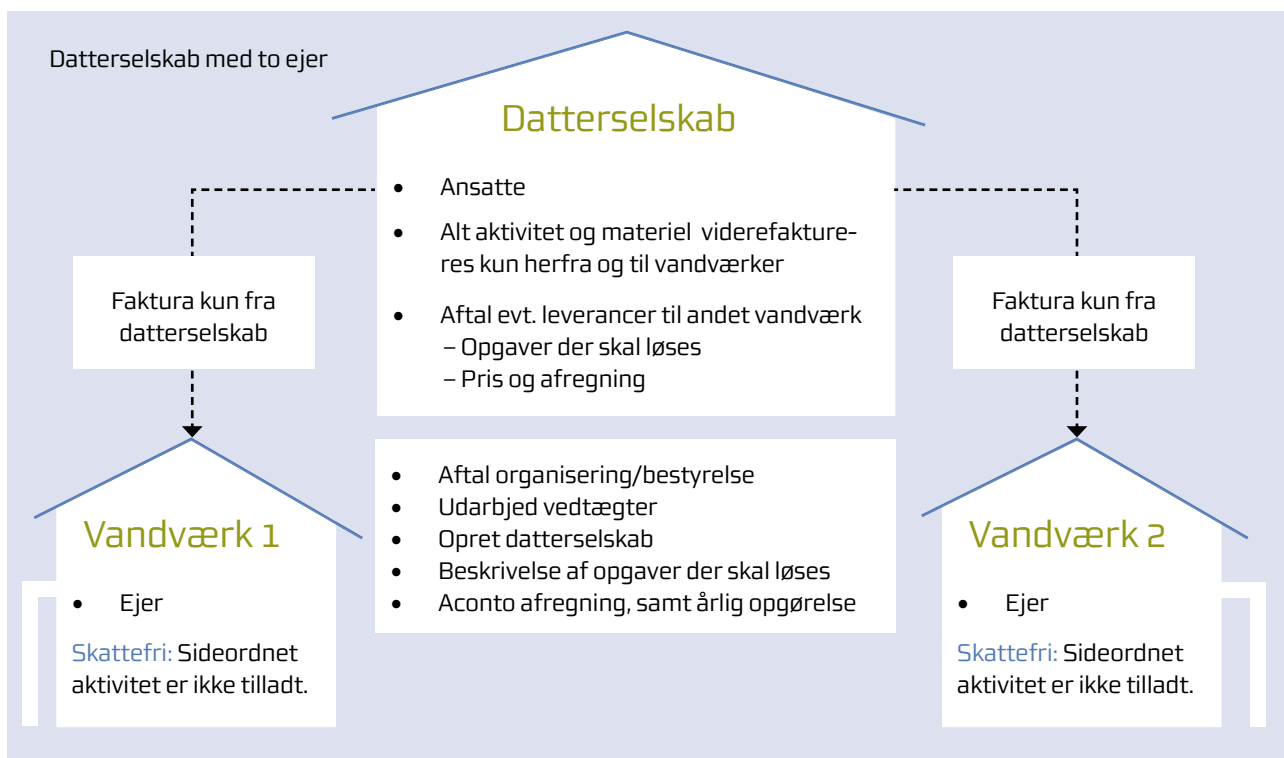 Datterselskab med to ejer
Datterselskab
• Ansatte
• Alt aktivitet og materiel viderefakture-
res kun herfra og til vandværker
• Aftal evt. leverancer til andet vandværk
– Opgaver der skal løses
– Pris og afregning
Faktura kun fra
datterselskab
Faktura kun fra
datterselskab
• Aftal organisering/bestyrelse
• Udarbjed vedtægter
• Opret datterselskab
• Beskrivelse af opgaver der skal løses
• Aconto afregning, samt årlig opgørelse
Vandværk 1
• Ejer
Skattefri: Sideordnet
aktivitet er ikke tilladt.
Vandværk 2
• Ejer
Skattefri: Sideordnet
aktivitet er ikke tilladt.